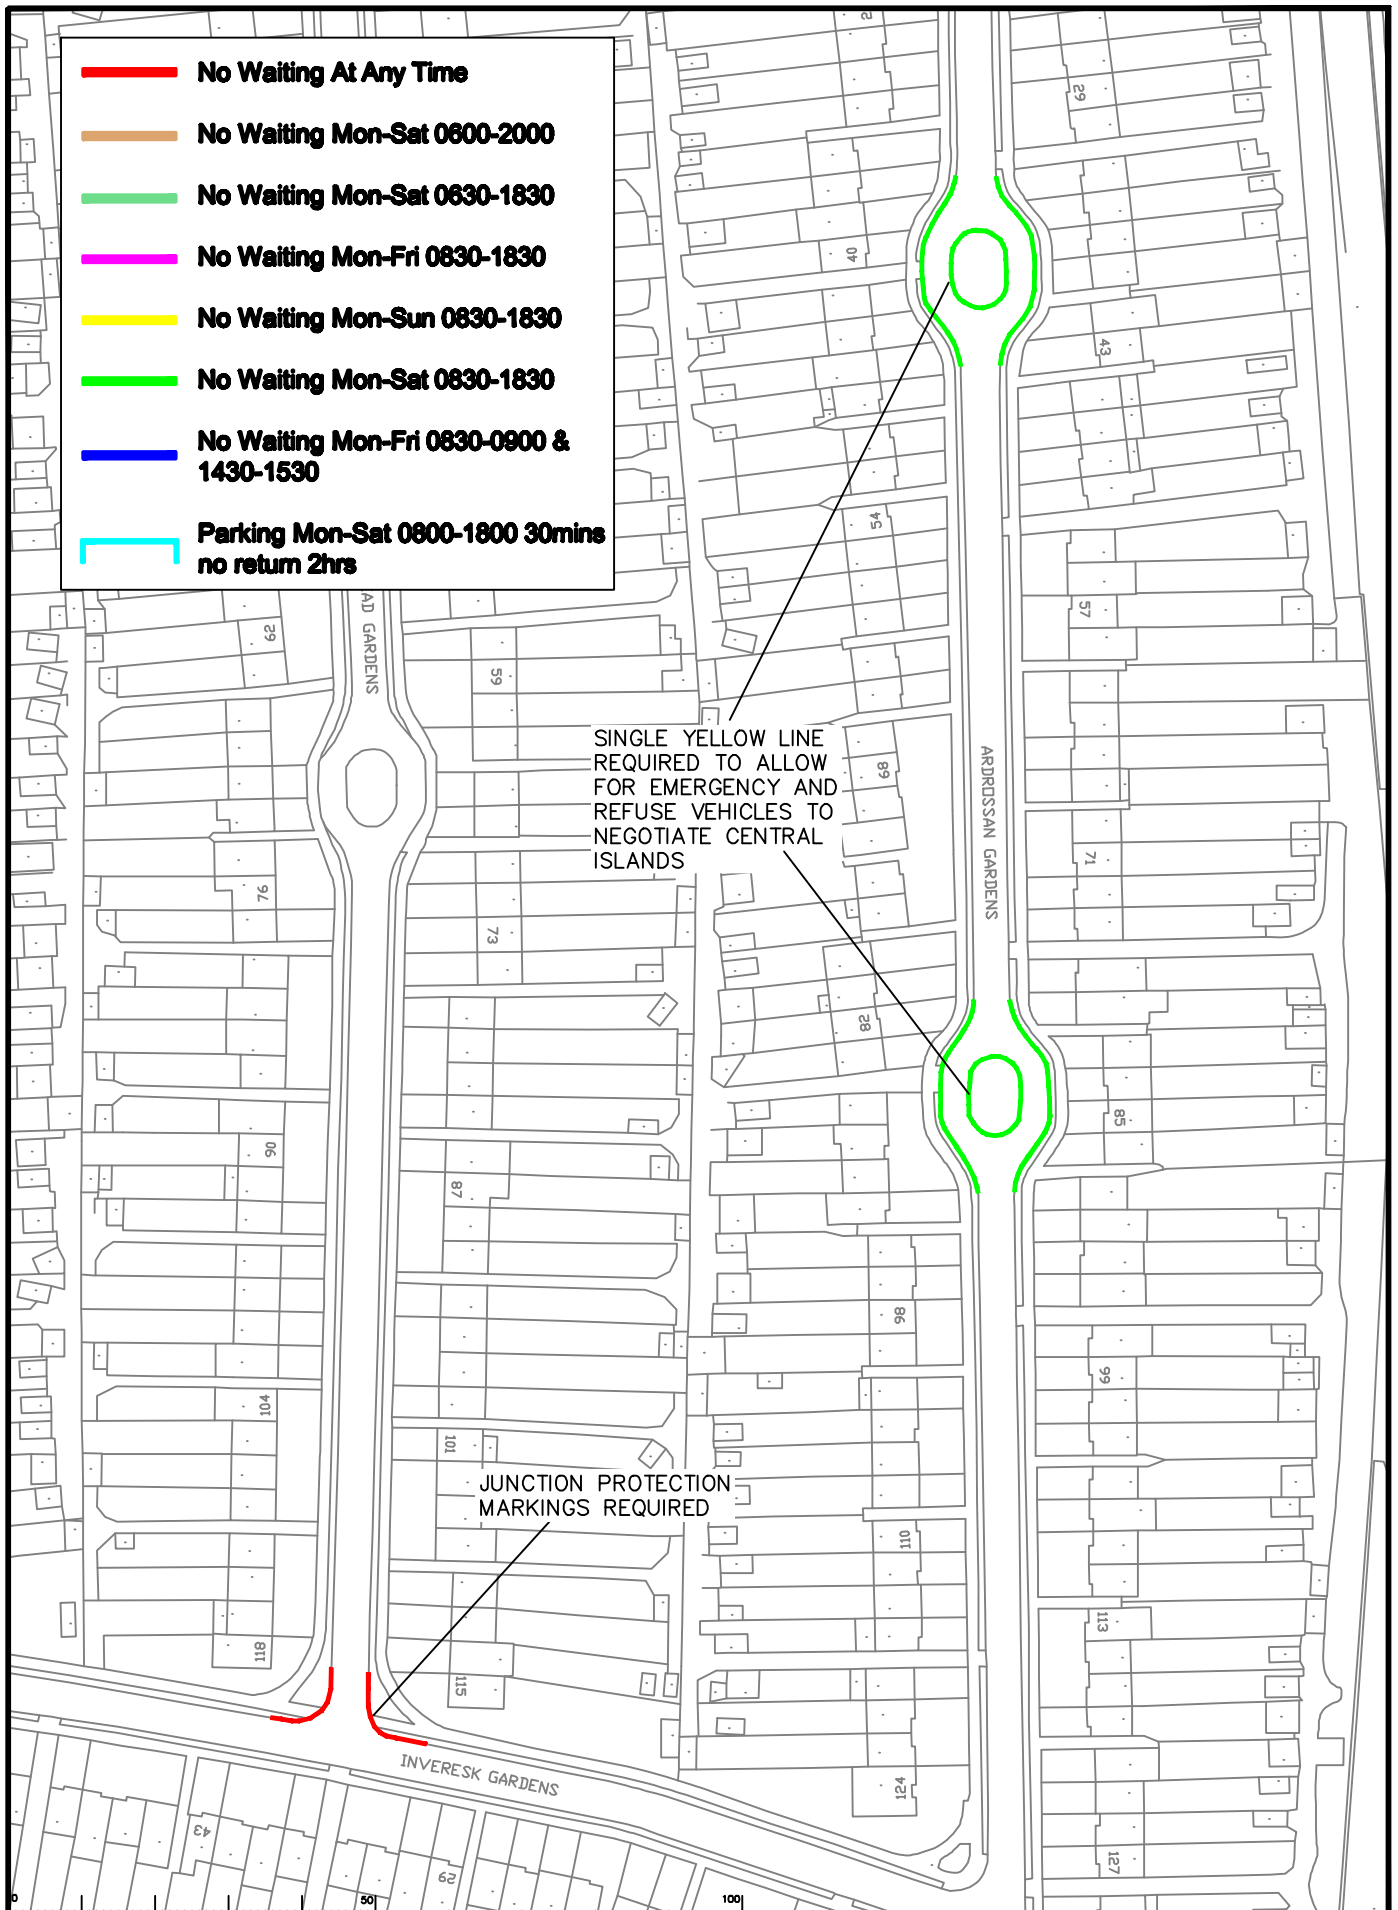 No Waiting At Any Time
No Waiting Mon-Sat 0600-2000
No Waiting Mon-Sat 0630-1830
No Waiting Mon-Fri 0830-1830
No Waiting Mon-Sun 0830-1830
No Waiting Mon-Sat 0830-1830
No Waiting Mon-Fri 0830-0900 &
1430-1530
Parking Mon-Sat 0800-1800 30mins
no return 2hrs
29
40
43
54
57
62
AD GARDENS
59
SINGLE YELLOW LINE
REQUIRED TO ALLOW
FOR EMERGENCY AND
REFUSE VEHICLES TO
NEGOTIATE CENTRAL
ISLANDS
68
ARDROSSAN GARDENS
71
76
73
82
85
90
87
98
99
104
101
JUNCTION PROTECTION
MARKINGS REQUIRED
110
113
118
115
INVERESK GARDENS
124
127
43
29
0
50
100